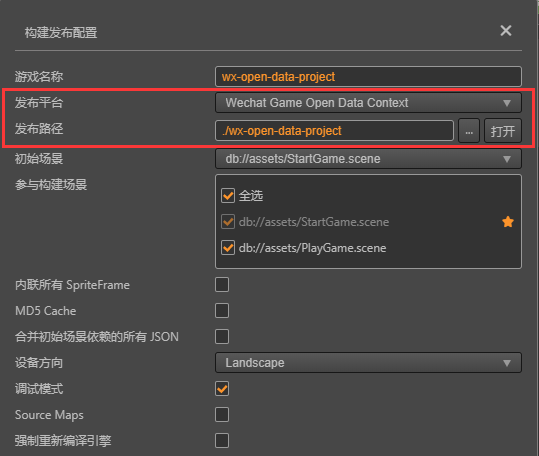 构建发布配置
游戏名称 wx-open-data-project
发布平台 Wechat Game Open Data Context
发布路径 ./wx-open-data-project ... 打开
初始场景 db://assets/StartGame.scene
参与构建场景 全选
db://assets/StartGame.scene
db://assets/PlayGame.scene
内联所有 SpriteFrame
MD5 Cache
合并初始场景依赖的所有 JSON
设备方向 Landscape
调试模式
Source Maps
强制重新编译引擎